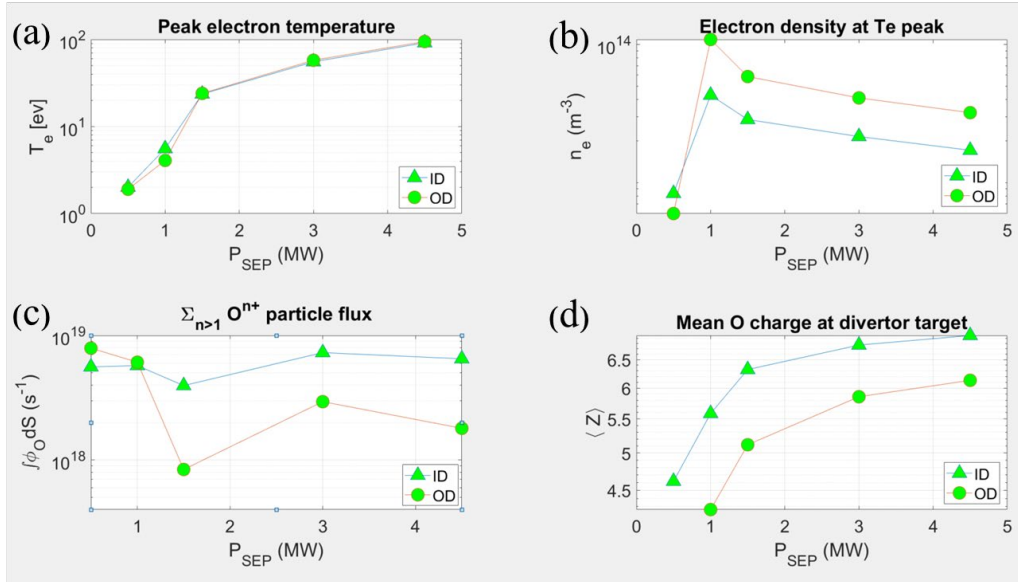 (a)
Peak electron temperature
10^2
10^1
10^0
T_e [ev]
0 1 2 3 4 5
P_SEP (MW)
ID
OD
(b)
Electron density at Te peak
10^14
n_e (m^-3)
0 1 2 3 4 5
P_SEP (MW)
ID
OD
(c)
Σ_n>1 O^n+ particle flux
10^19
10^18
∫ϕ_O dS (s^-1)
1 2 3 4
P_SEP (MW)
ID
OD
(d)
Mean O charge at divertor target
6.5
6
5.5
5
4.5
⟨ Z⟩
0 1 2 3 4 5
P_SEP (MW)
ID
OD